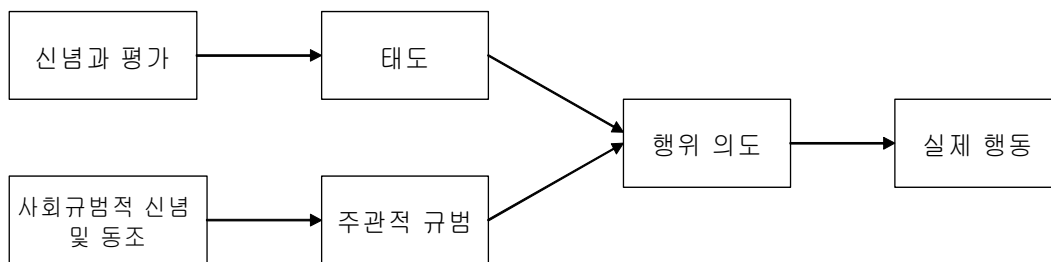 신념과 평가
태도
행위 의도
실제 행동
사회규범적 신념
및 동조
주관적 규범